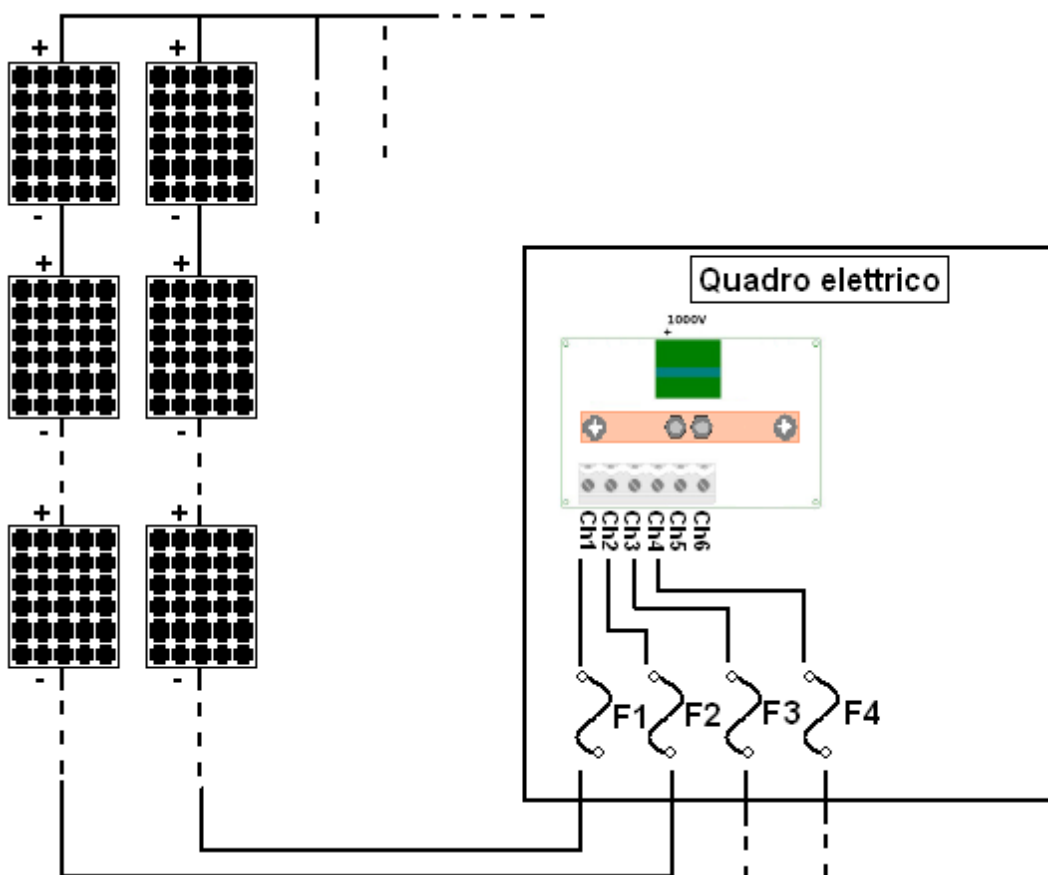 + +
- -
+ +
- -
+ +
- -
Quadro elettrico
1000V
+
Ch1 Ch2 Ch3 Ch4 Ch5 Ch6
F1 F2 F3 F4